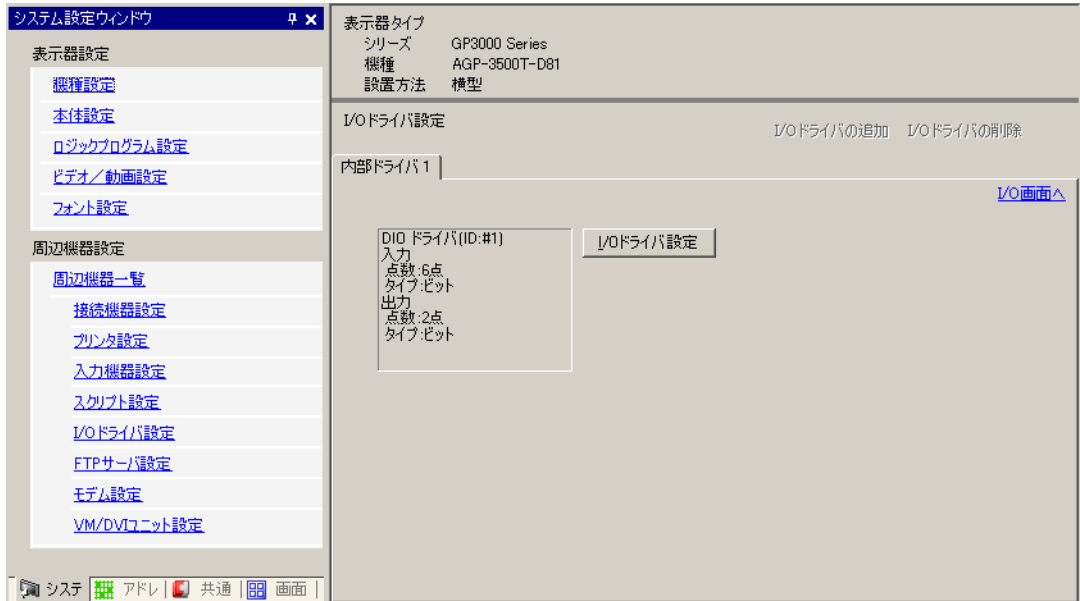 システム設定ウィンドウ
表示器設定
機種設定
本体設定
ロジックプログラム設定
ビデオ／動画設定
フォント設定
周辺機器設定
周辺機器一覧
接続機器設定
プリンタ設定
入力機器設定
スクリプト設定
I/Oドライバ設定
FTPサーバ設定
モデム設定
VM/DVIユニット設定
システ アドレ 共通 画面
表示器タイプ
シリーズ GP3000 Series
機種 AGP-3500T-D81
設置方法 横型
I/Oドライバ設定
I/Oドライバの追加 I/Oドライバの削除
内部ドライバ 1
I/O画面へ
DIO ドライバ(ID:#1)
入力
点数:6点
タイプ:ビット
出力
点数:2点
タイプ:ビット
I/Oドライバ設定